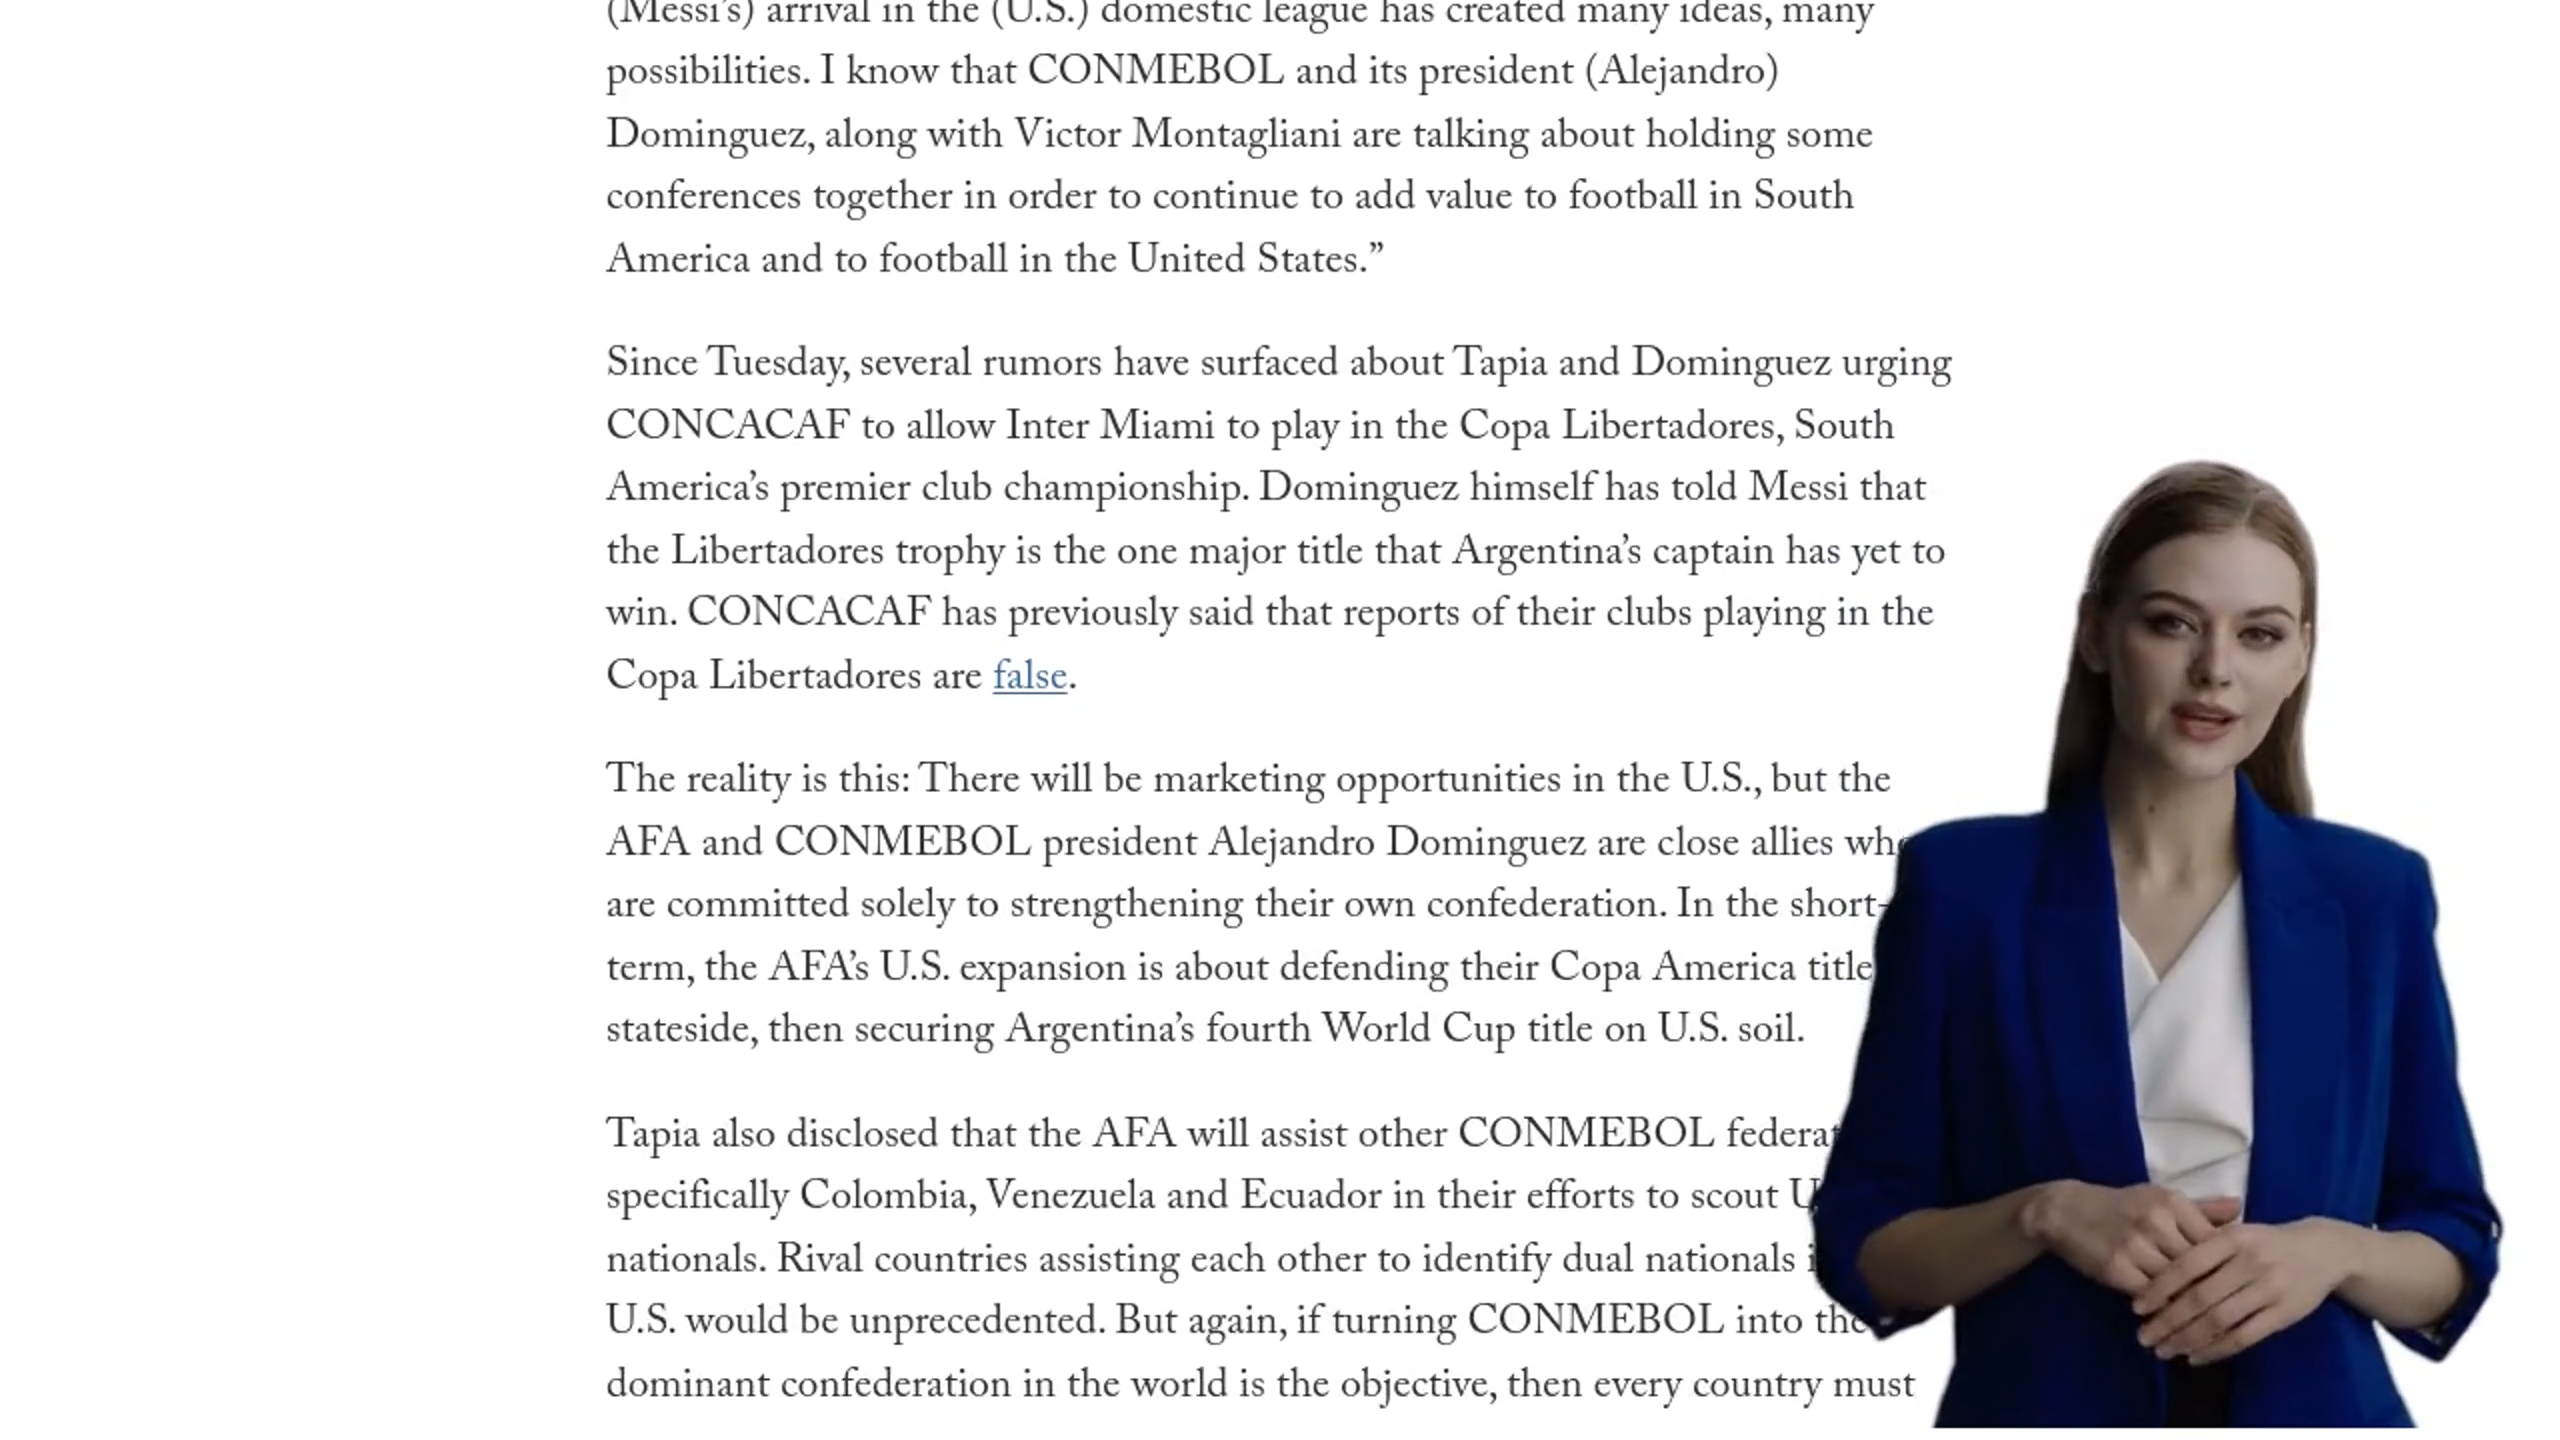 (Messi's) arrival in the (U.S.) domestic league has created many ideas, many
possibilities. I know that CONMEBOL and its president (Alejandro)
Dominguez, along with Victor Montagliani are talking about holding some
conferences together in order to continue to add value to football in South
America and to football in the United States.”
Since Tuesday, several rumors have surfaced about Tapia and Dominguez urging
CONCACAF to allow Inter Miami to play in the Copa Libertadores, South
America’s premier club championship. Dominguez himself has told Messi that
the Libertadores trophy is the one major title that Argentina’s captain has yet to
win. CONCACAF has previously said that reports of their clubs playing in the
Copa Libertadores are false.
The reality is this: There will be marketing opportunities in the U.S., but the
AFA and CONMEBOL president Alejandro Dominguez are close allies who
are committed solely to strengthening their own confederation. In the short-
term, the AFA’s U.S. expansion is about defending their Copa America title
stateside, then securing Argentina’s fourth World Cup title on U.S. soil.
Tapia also disclosed that the AFA will assist other CONMEBOL
specifically Colombia, Venezuela and Ecuador in their efforts to scout
nationals. Rival countries assisting each other to identify dual nationals
U.S. would be unprecedented. But again, if turning CONMEBOL into the
dominant confederation in the world is the objective, then every country must